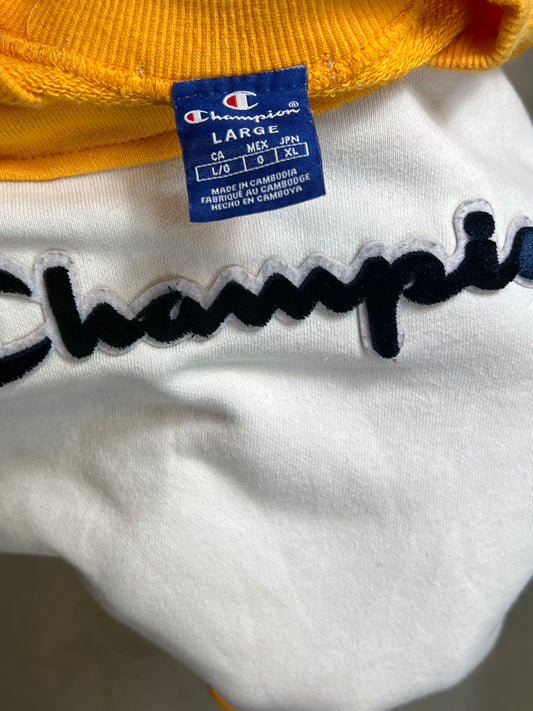 Champion®
LARGE
CA MEX JPN
L/G G XL
MADE IN CAMBODIA
FABRIQUÉ AU CAMBODGE
HECHO EN CAMBOYA
Champio